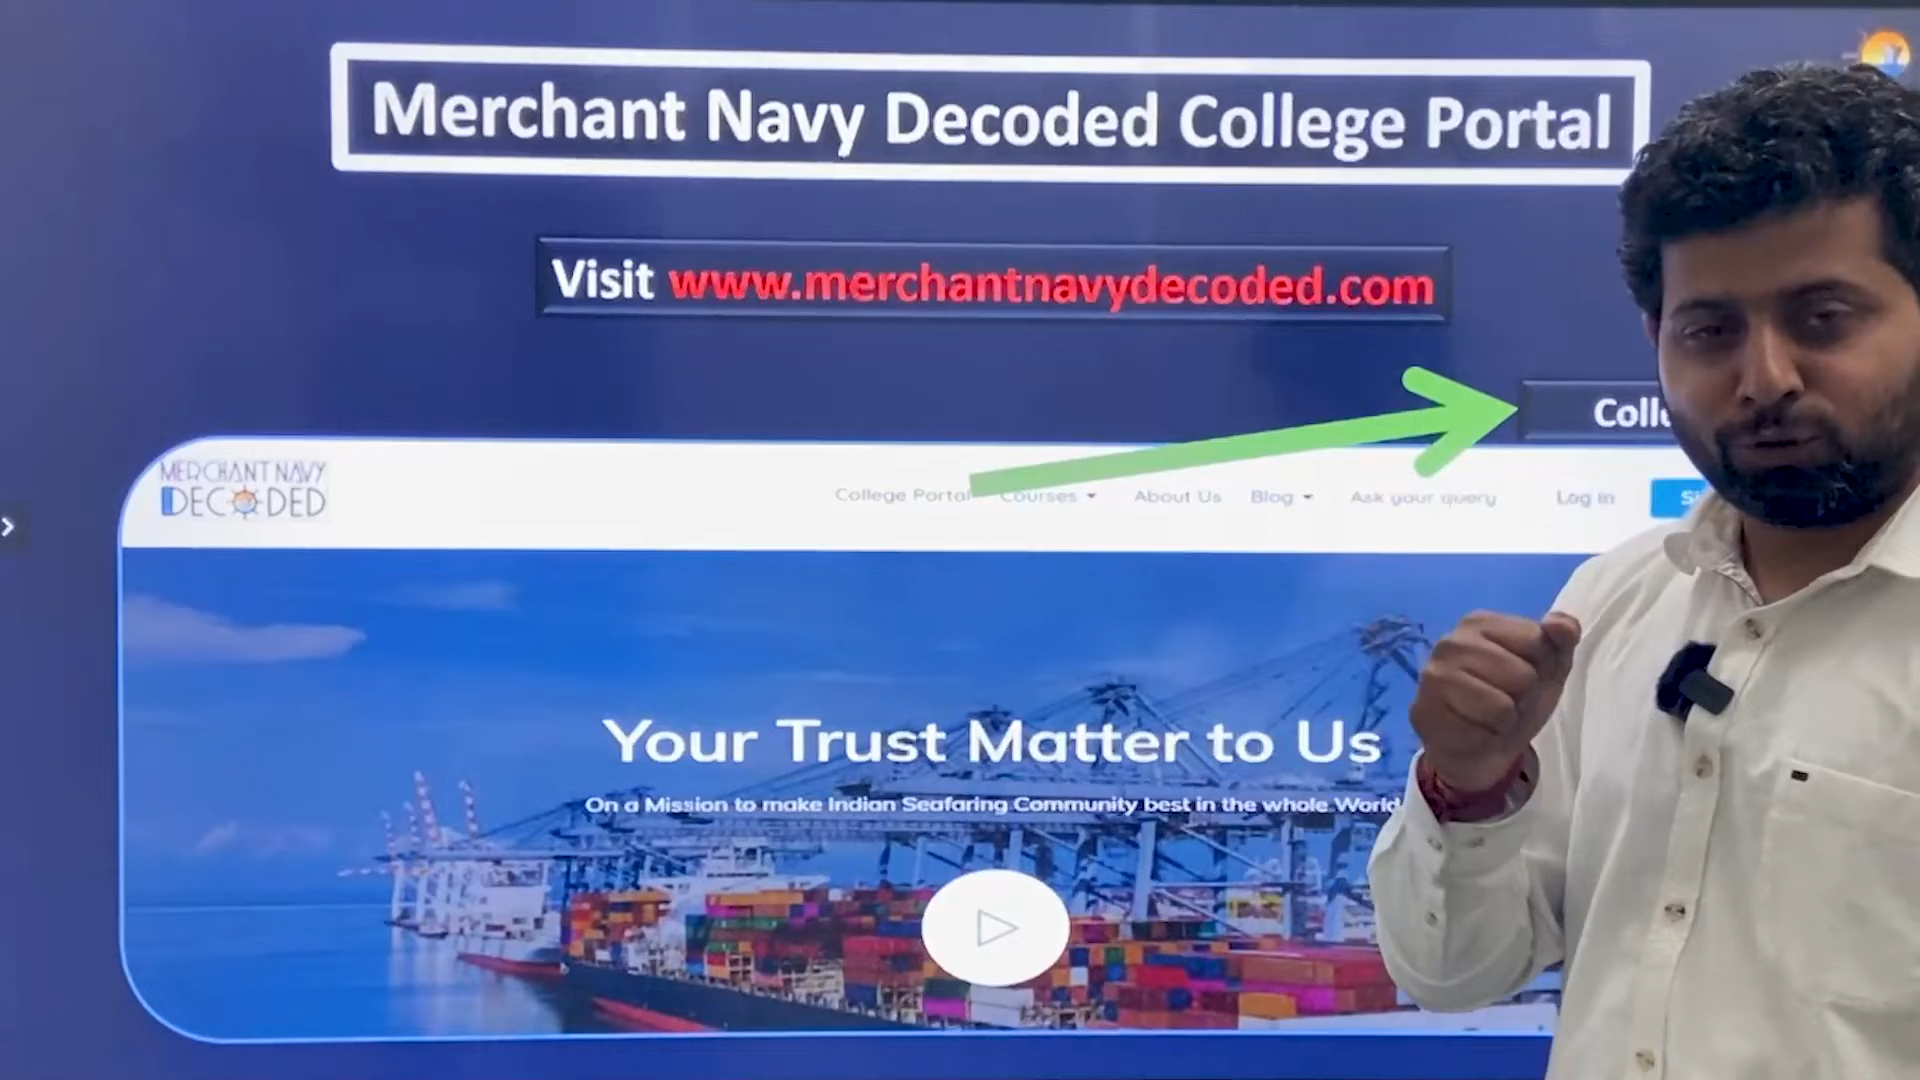 Merchant Navy Decoded College Portal
Visit www.merchantnavydecoded.com
MERCHANT NAVY
DECODED
College Portal Courses About Us Blog Ask your query Log In
Your Trust Matter to Us
On a Mission to make Indian Seafaring Community best in the whole World